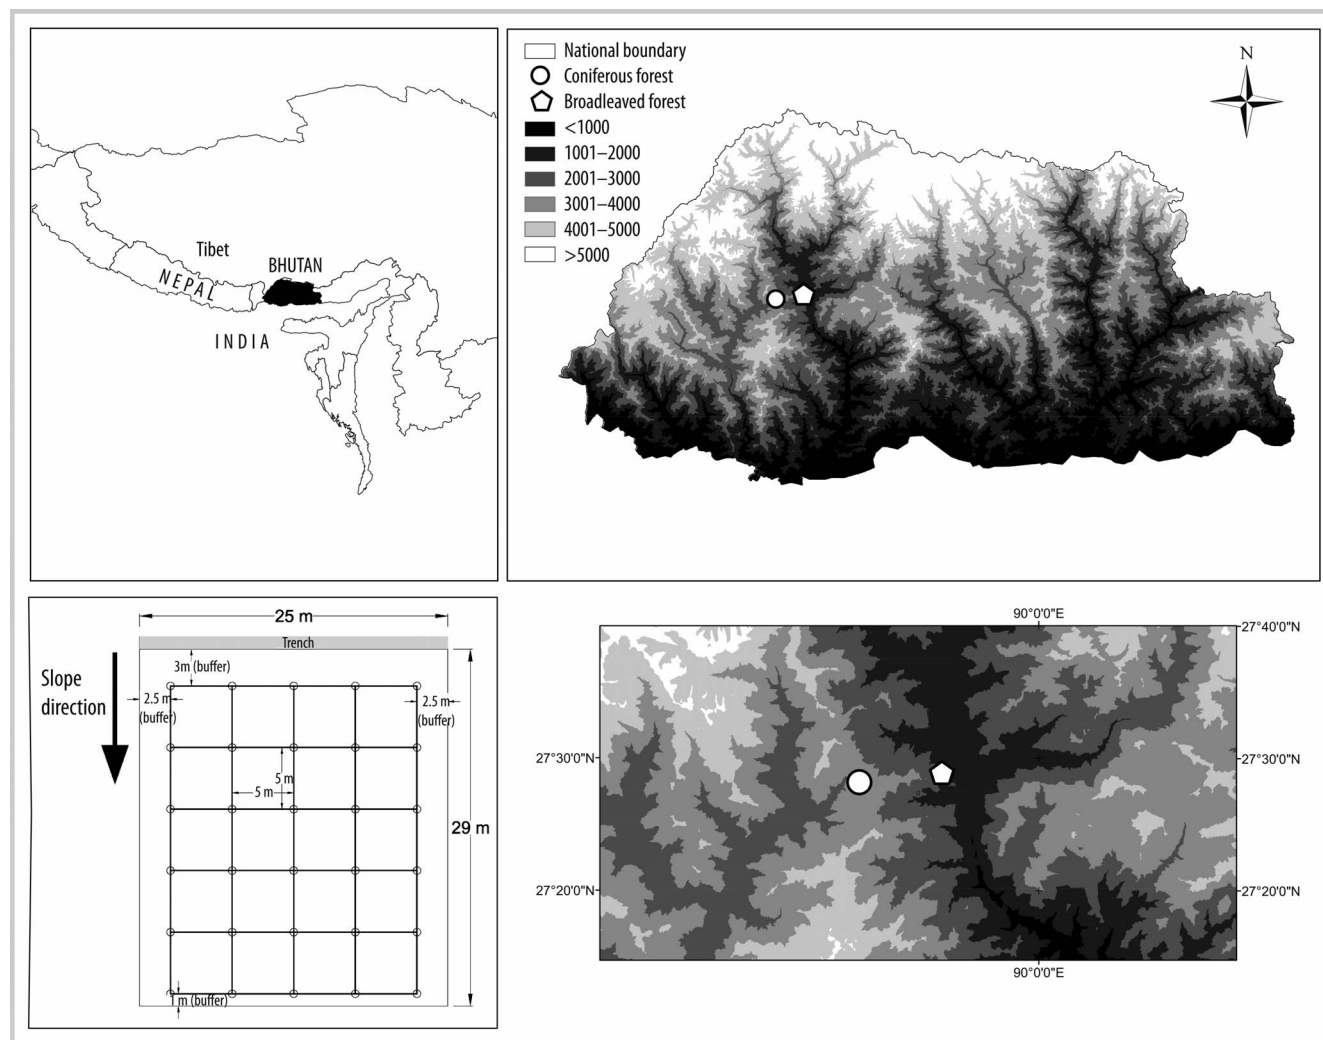 Tibet
NEPAL
BHUTAN
INDIA
National boundary
Coniferous forest
Broadleaved forest
<1000
1001–2000
2001–3000
3001–4000
4001–5000
>5000
N
25 m
Trench
3m (buffer)
Slope
direction
2.5 m
(buffer)
2.5 m
(buffer)
5 m
5 m
29 m
1 m (buffer)
90°0'0"E
27°40'0"N
27°30'0"N
27°30'0"N
27°20'0"N
27°20'0"N
90°0'0"E